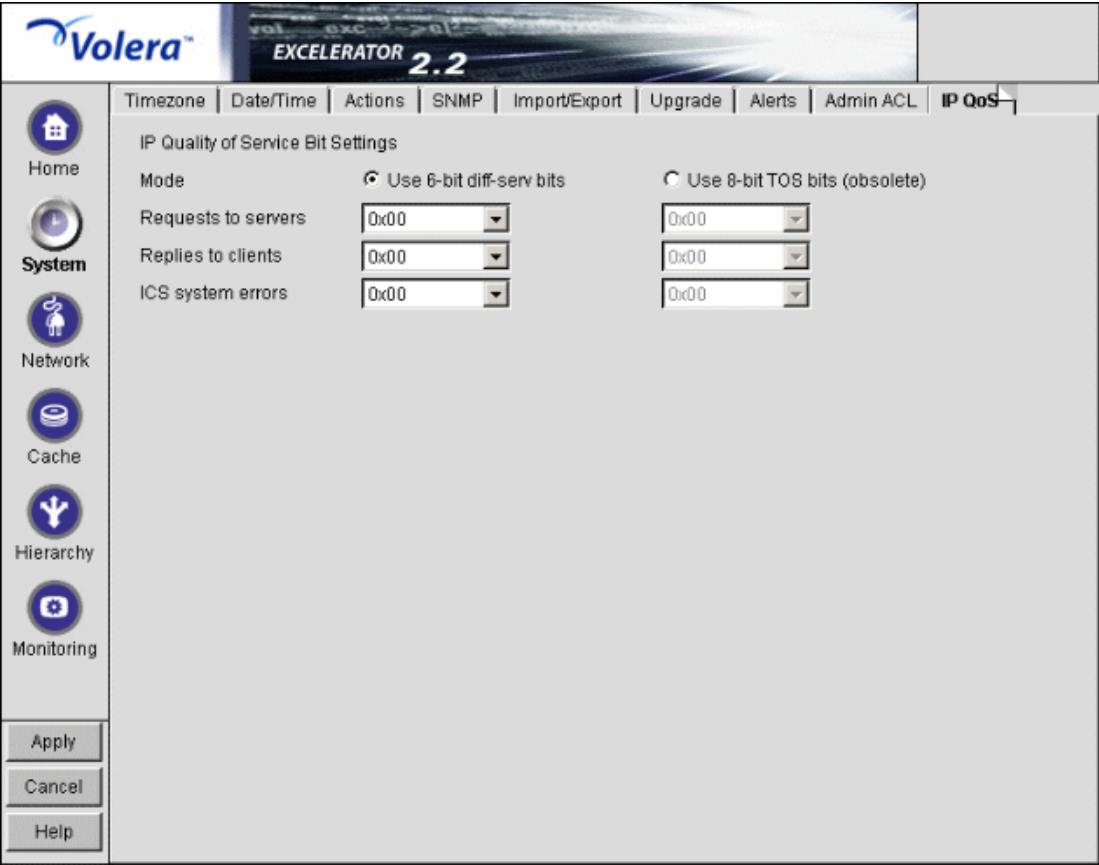 Volera™
EXCELERATOR 2.2
Timezone Date/Time Actions SNMP Import/Export Upgrade Alerts Admin ACL IP QoS
Home
System
Network
Cache
Hierarchy
Monitoring
IP Quality of Service Bit Settings
Mode Use 6-bit diff-serv bits Use 8-bit TOS bits (obsolete)
Requests to servers 0x00 0x00
Replies to clients 0x00 0x00
ICS system errors 0x00 0x00
Apply
Cancel
Help